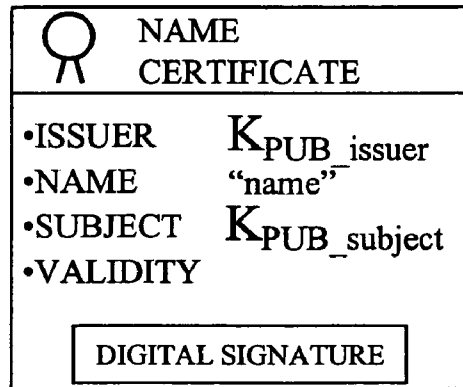 NAME
CERTIFICATE
•ISSUER K_PUB_issuer
•NAME “name”
•SUBJECT K_PUB_subject
•VALIDITY
DIGITAL SIGNATURE